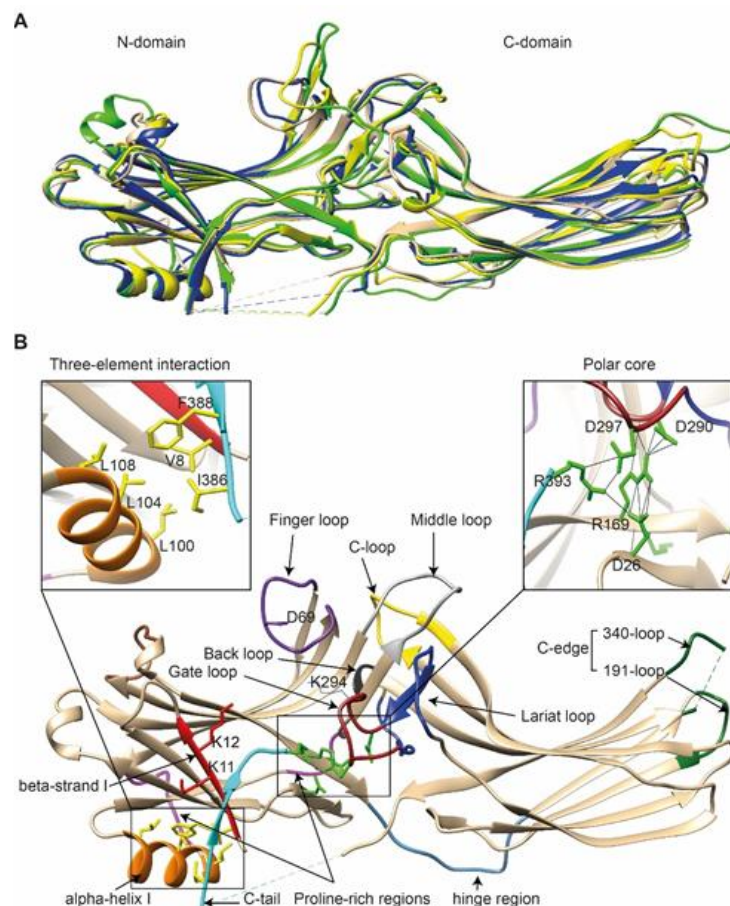 A
N-domain
C-domain
B
Three-element interaction
Polar core
F388
V8
L108
I386
L104
L100
D297
D290
R393
R169
D26
Finger loop
C-loop
Middle loop
D69
Back loop
Gate loop
K294
C-edge
340-loop
191-loop
Lariat loop
K12
K11
beta-strand I
alpha-helix I
C-tail
Proline-rich regions
hinge region